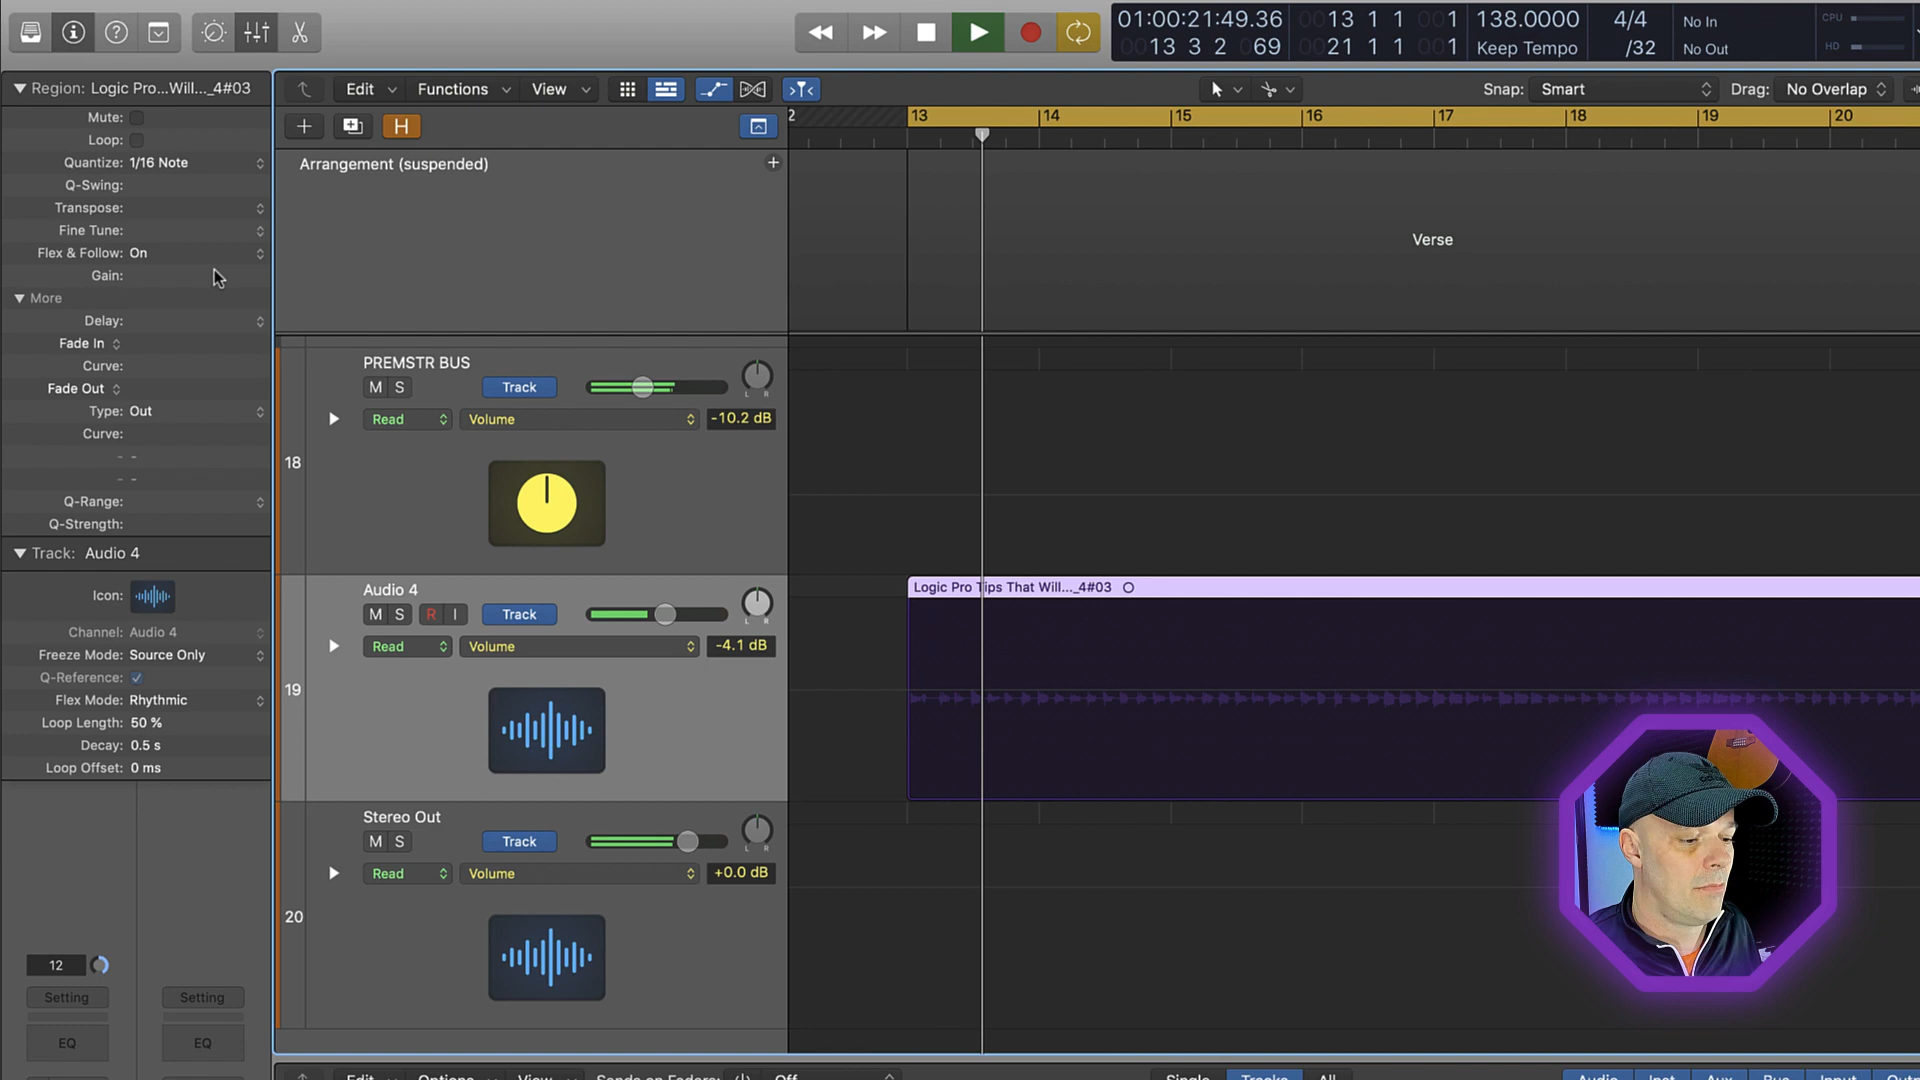 01:00:21:49.36
0013 3 2 069
0013 1 1 001
0021 1 1 001
138.0000
Keep Tempo
4/4
/32
No In
No Out
CPU
HD
Region: Logic Pro...Will..._4#03
Mute:
Loop:
Quantize: 1/16 Note
Q-Swing:
Transpose:
Fine Tune:
Flex & Follow: On
Gain:
More
Delay:
Fade In
Curve:
Fade Out
Type: Out
Curve:
- -
- -
Q-Range:
Q-Strength:
Track: Audio 4
Icon:
Channel: Audio 4
Freeze Mode: Source Only
Q-Reference:
Flex Mode: Rhythmic
Loop Length: 50 %
Decay: 0.5 s
Loop Offset: 0 ms
12
Setting
Setting
EQ
EQ
Edit
Functions
View
Snap: Smart
Drag: No Overlap
H
2 13 14 15 16 17 18 19 20
Arrangement (suspended)
Verse
18
PREMSTR BUS
M S Track
L R
Read Volume -10.2 dB
19
Audio 4
M S R I Track
L R
Read Volume -4.1 dB
Logic Pro Tips That Will..._4#03
20
Stereo Out
M S Track
L R
Read Volume +0.0 dB
Edit Options View Sends on Faders: Off Single Tracks All Audio Inst Aux Bus Input